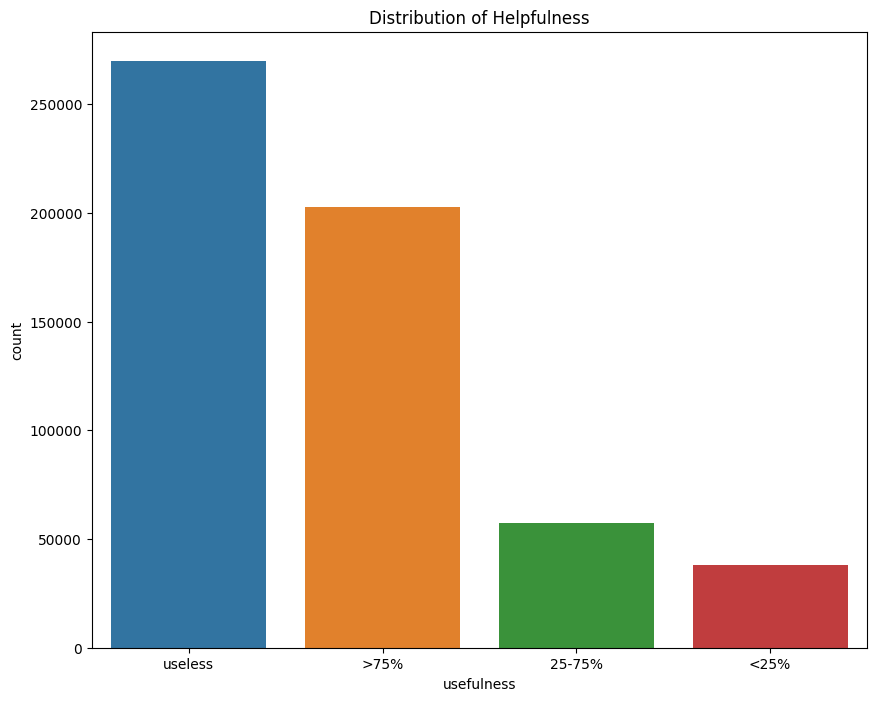 Distribution of Helpfulness
count
250000
200000
150000
100000
50000
0
useless >75% 25-75% <25%
usefulness